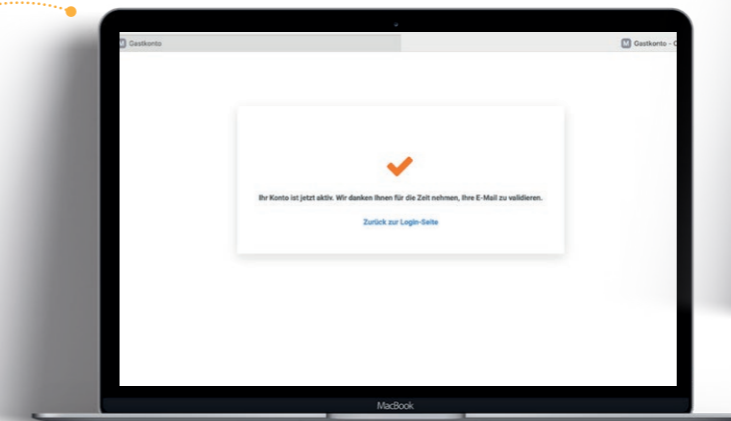 Gastkonto
Gastkonto - G
Ihr Konto ist jetzt aktiv. Wir danken Ihnen für die Zeit nehmen, Ihre E-Mail zu validieren.
Zurück zur Login-Seite
MacBook